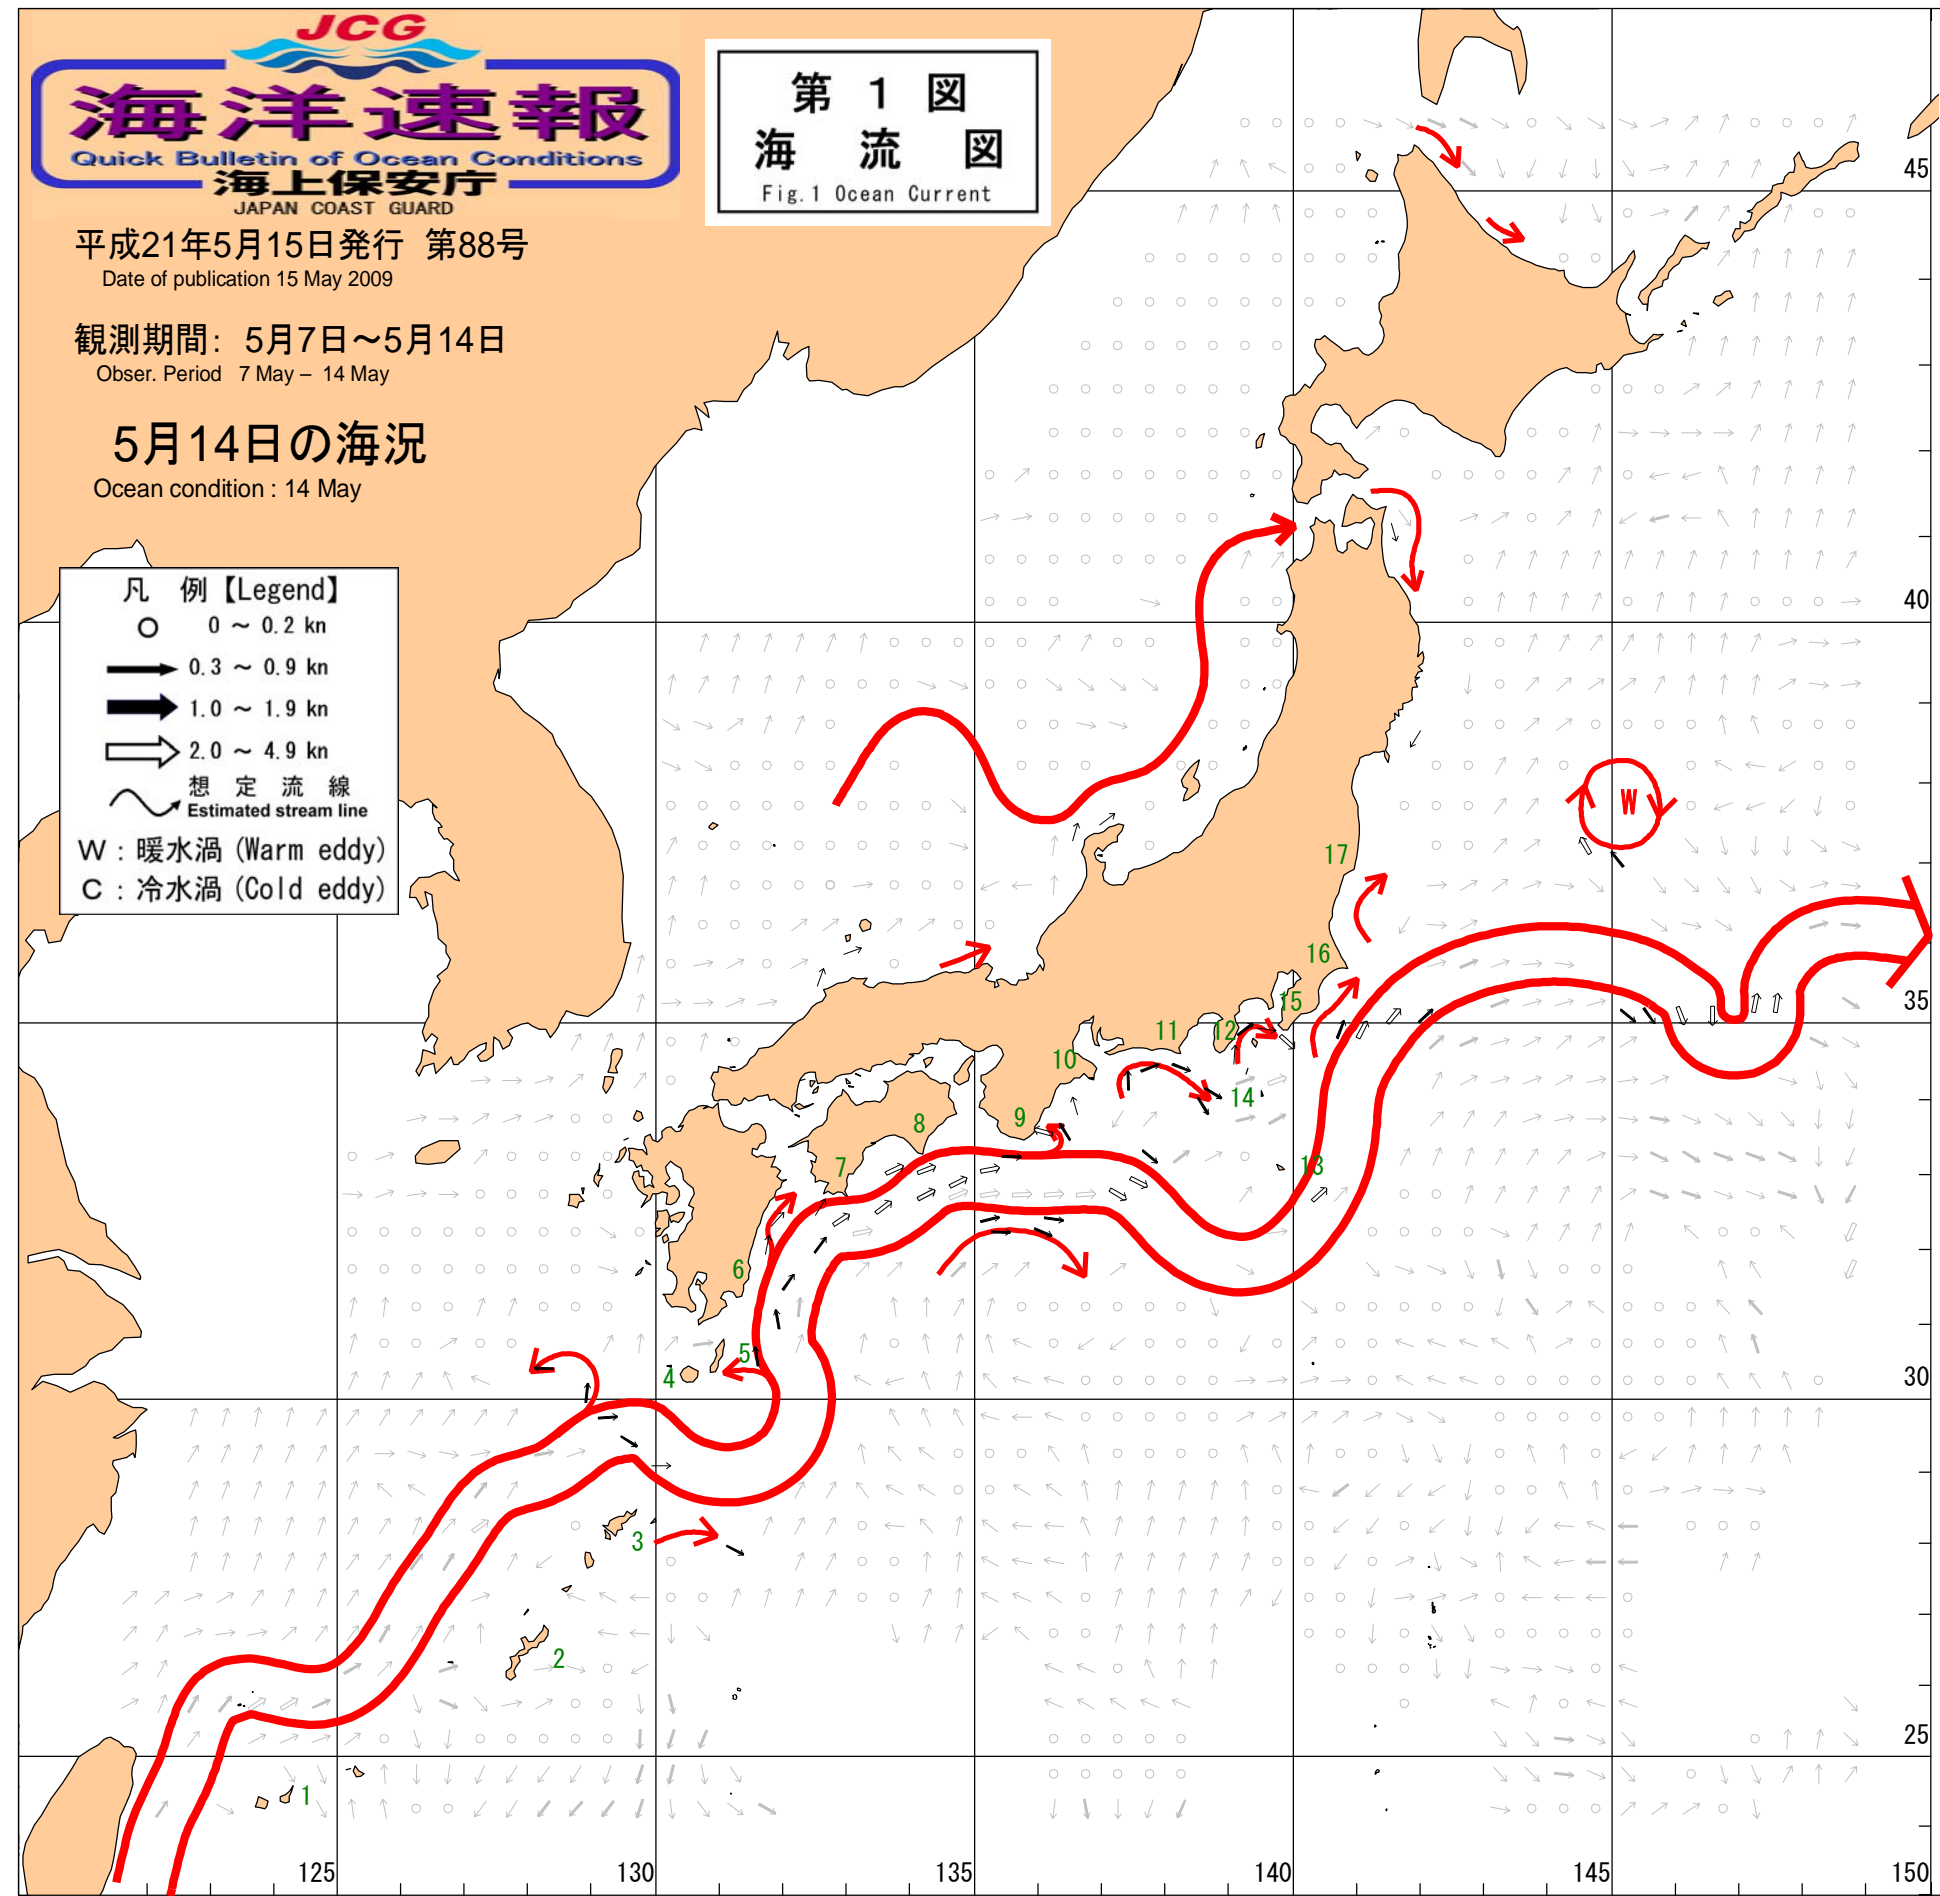 JCG
海洋速報
Quick Bulletin of Ocean Conditions
海上保安庁
JAPAN COAST GUARD
第 1 図
海 流 図
Fig.1 Ocean Current
平成21年5月15日発行 第88号
Date of publication 15 May 2009
観測期間: 5月7日~5月14日
Obser. Period 7 May – 14 May
5月14日の海況
Ocean condition : 14 May
凡 例【Legend】
0 ~ 0.2 kn
0.3 ~ 0.9 kn
1.0 ~ 1.9 kn
2.0 ~ 4.9 kn
想 定 流 線
Estimated stream line
W : 暖水渦 (Warm eddy)
C : 冷水渦 (Cold eddy)
45
40
W
17
16
35
15
12
11
10
14
9
8
13
7
6
5
4
30
3
2
25
1
125
130
135
140
145
150